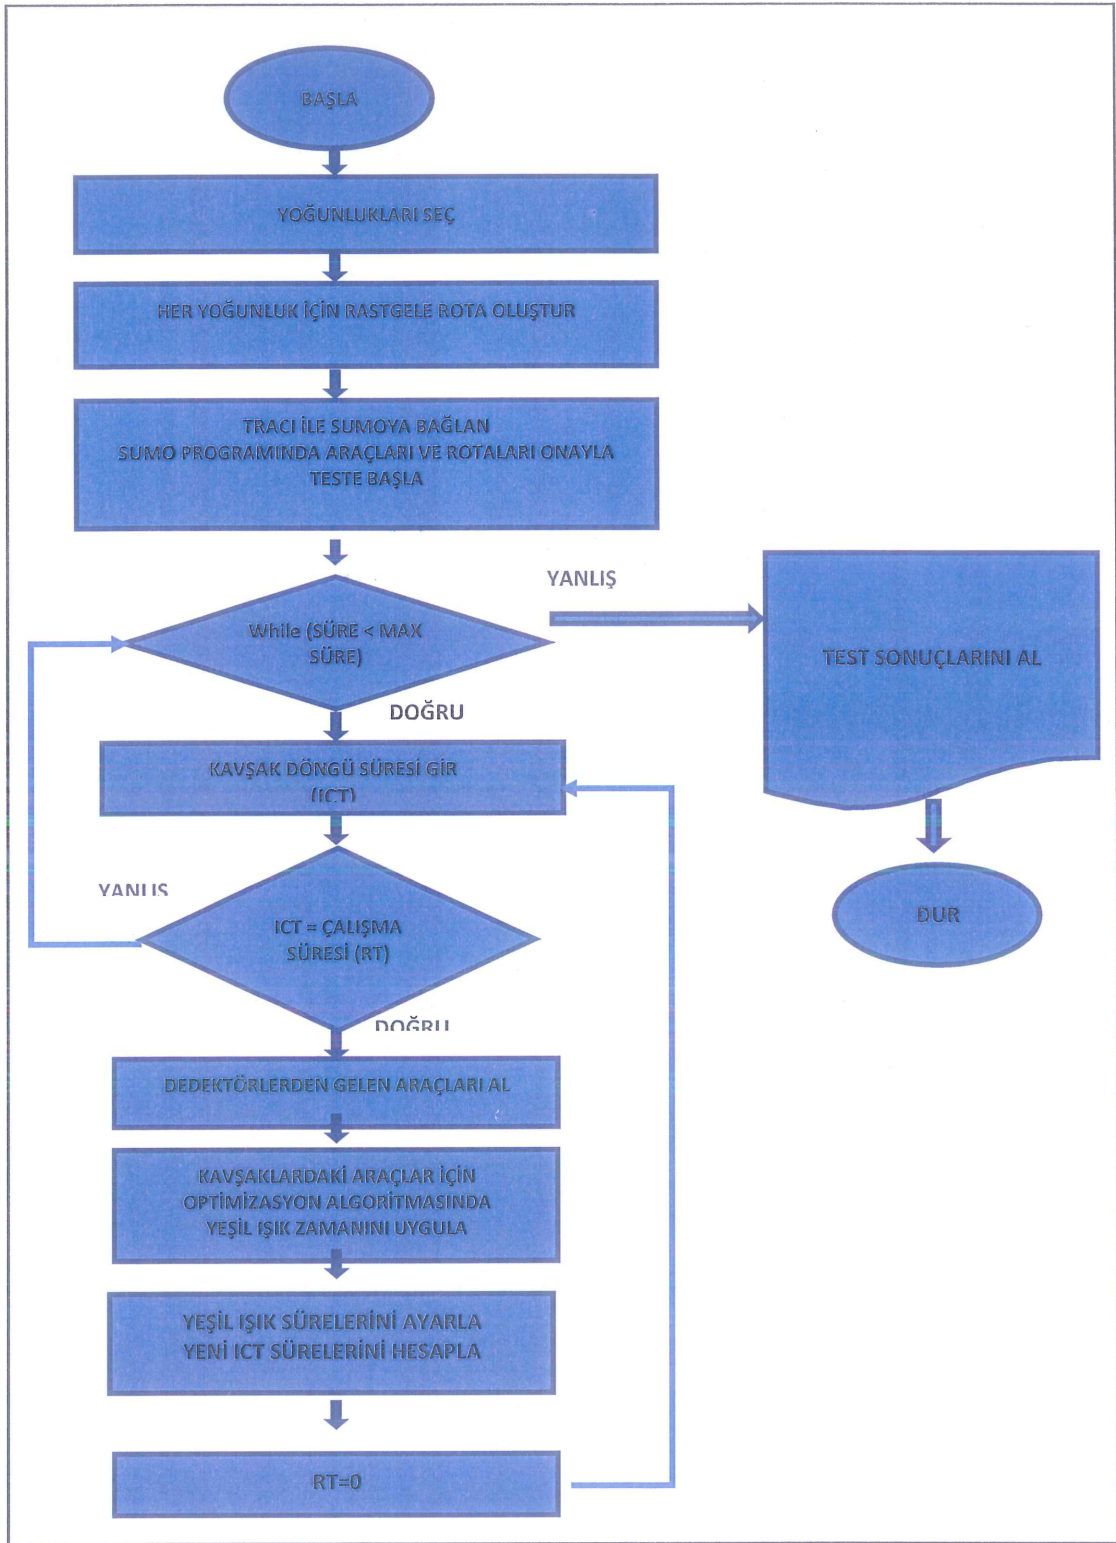 BAŞLA
YOĞUNLUKLARI SEÇ
HER YOĞUNLUK İÇİN RASTGELE ROTA OLUŞTUR
TRACI İLE SUMOYA BAĞLAN
SUMO PROGRAMINDA ARAÇLARI VE ROTALARI ONAYLA
TESTE BAŞLA
While (SÜRE < MAX
SÜRE)
YANLIŞ
TEST SONUÇLARINI AL
DUR
DOĞRU
KAVŞAK DÖNGÜ SÜRESİ GİR
(ICT)
YANLIŞ
ICT = ÇALIŞMA
SÜRESİ (RT)
DOĞRU
DEDEKTÖRLERDEN GELEN ARAÇLARI AL
KAVŞAKLARDAKİ ARAÇLAR İÇİN
OPTİMİZASYON ALGORİTMASINDA
YEŞİL IŞIK ZAMANINI UYGULA
YEŞİL IŞIK SÜRELERİNİ AYARLA
YENİ ICT SÜRELERİNİ HESAPLA
RT=0